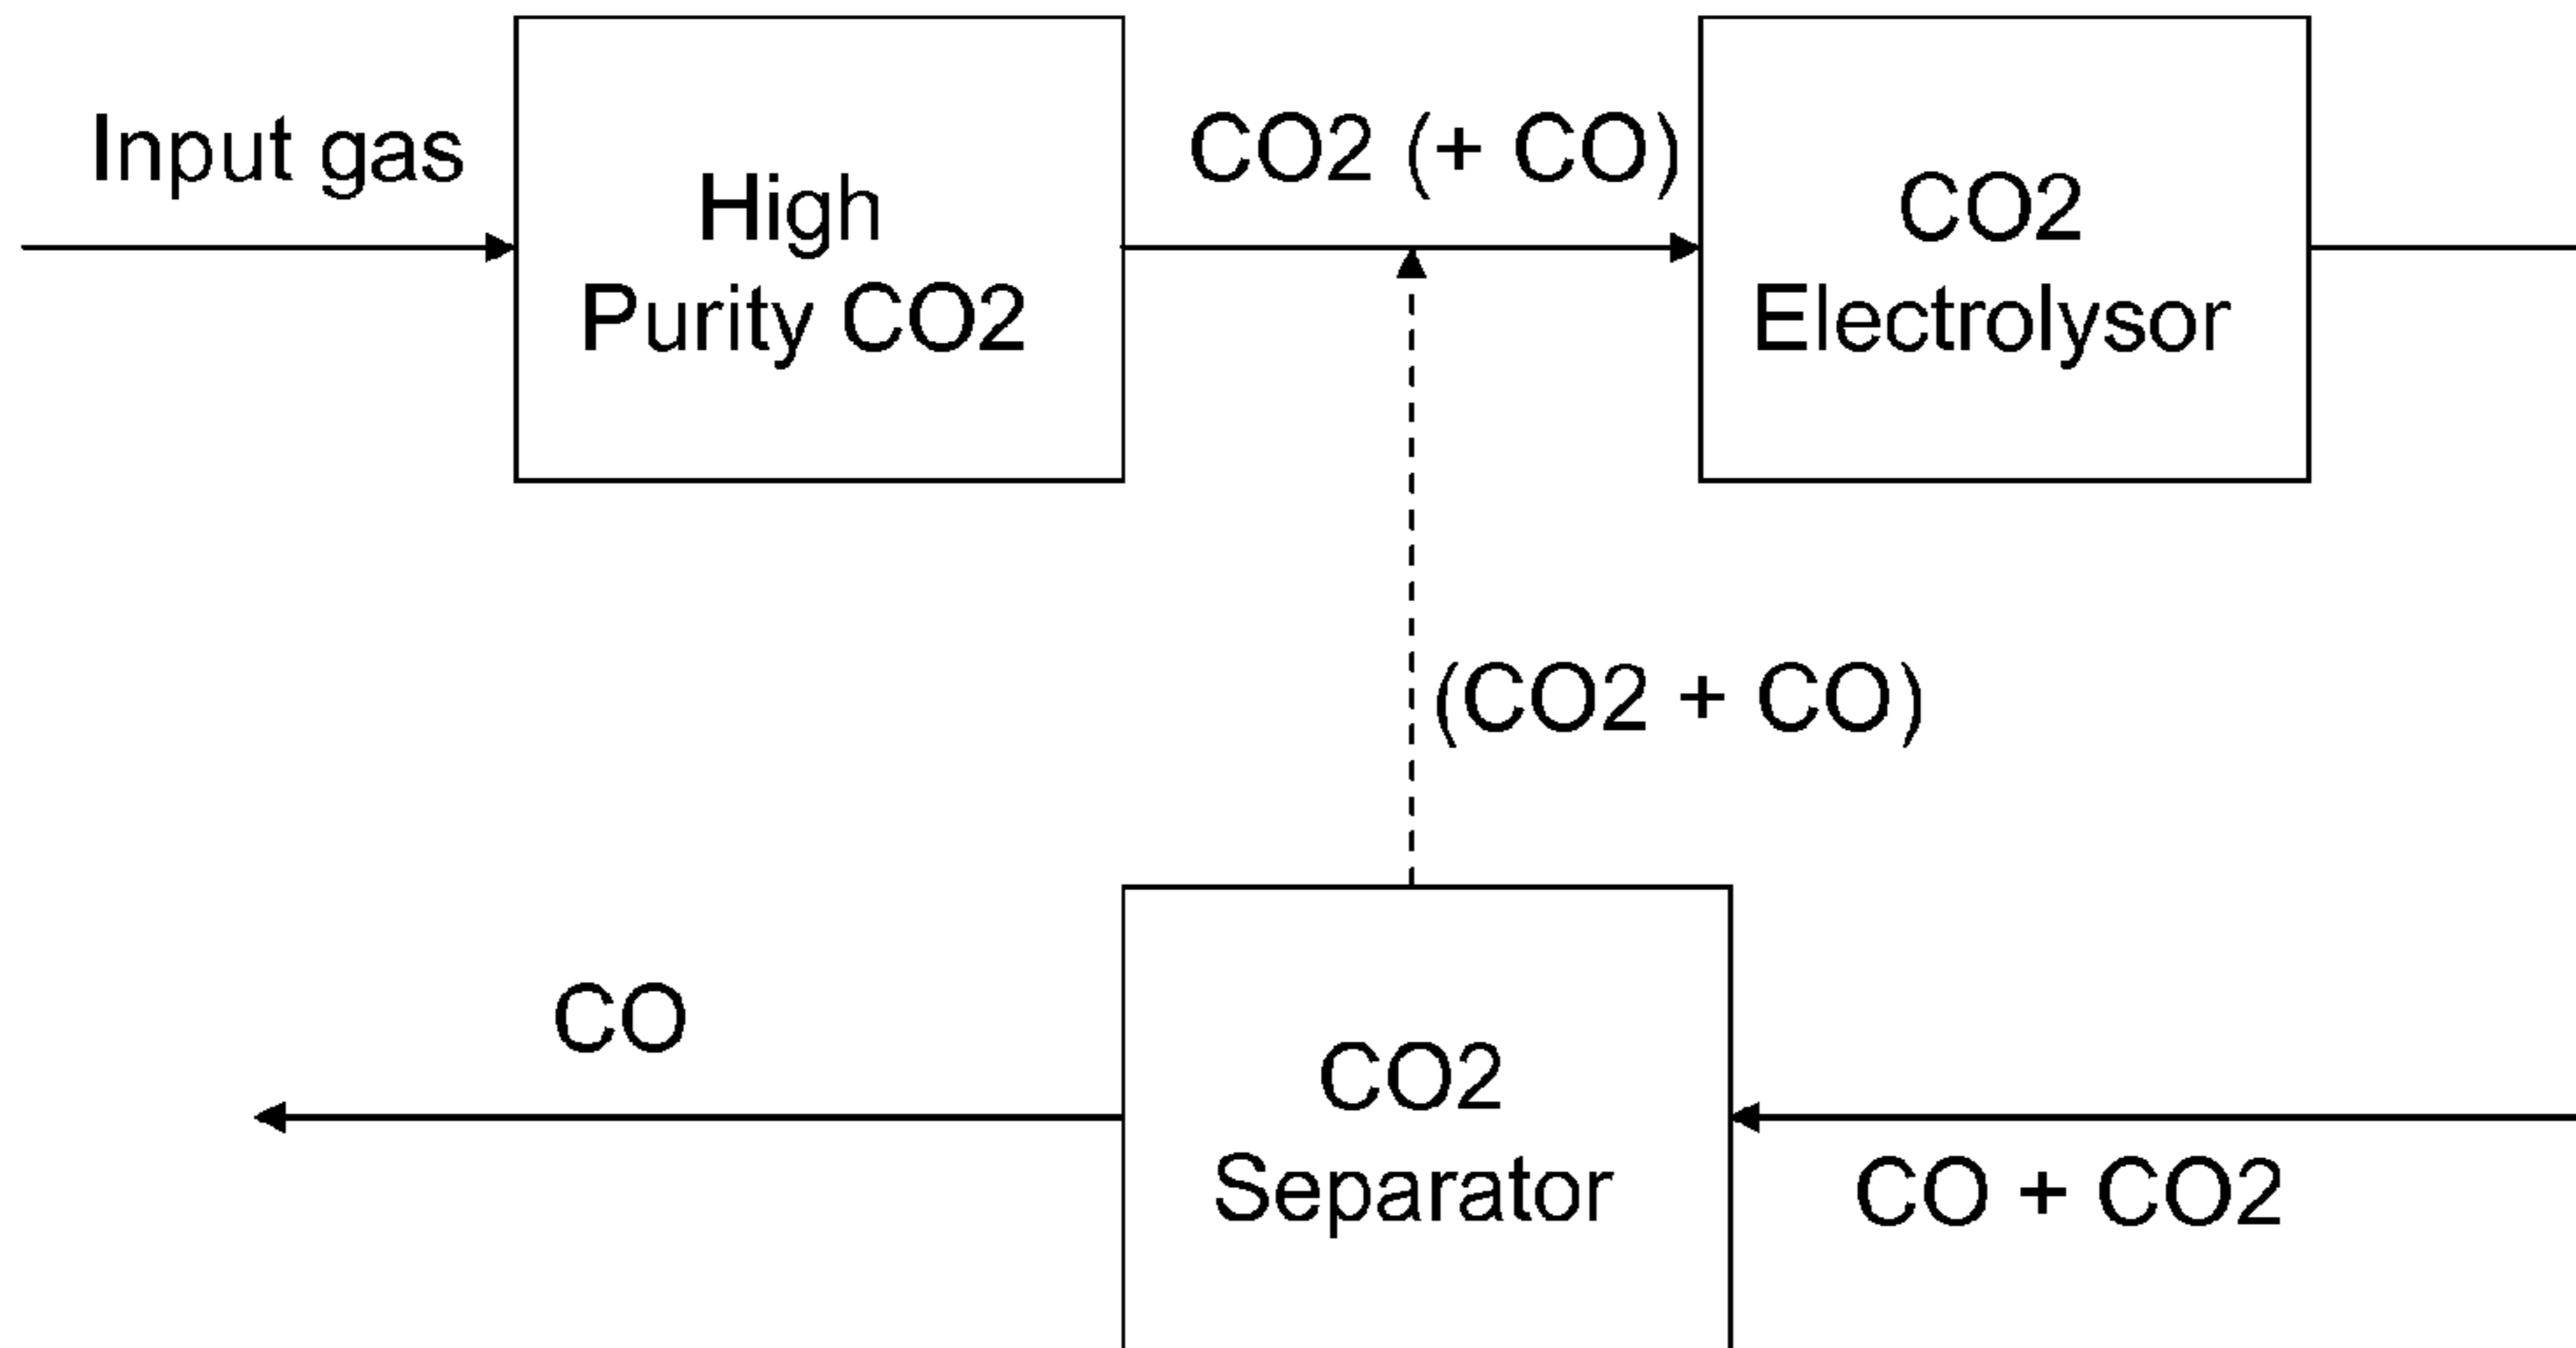 Input gas
High
Purity CO2
CO2 (+ CO)
CO2
Electrolysor
(CO2 + CO)
CO
CO2
Separator
CO + CO2